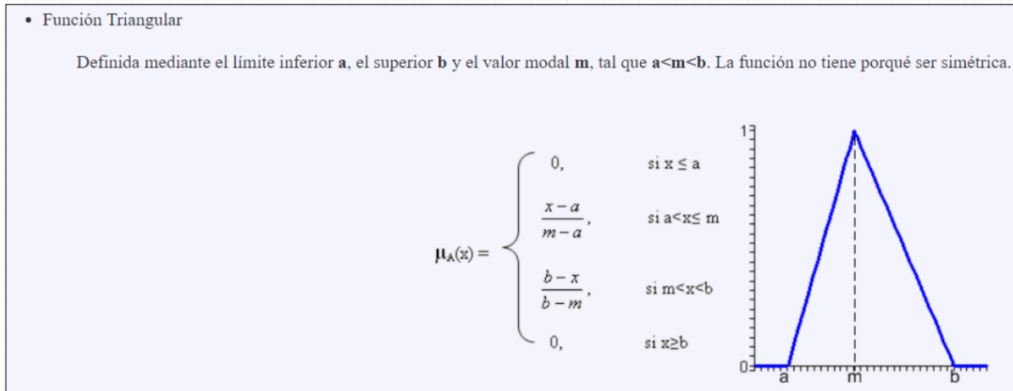 • Función Triangular
Definida mediante el límite inferior a, el superior b y el valor modal m, tal que a<m<b. La función no tiene porqué ser simétrica.
μA(x) =
0, si x ≤ a
x − a
m − a , si a<x≤ m
b − x
b − m , si m<x<b
0, si x≥b
1
0
a m b